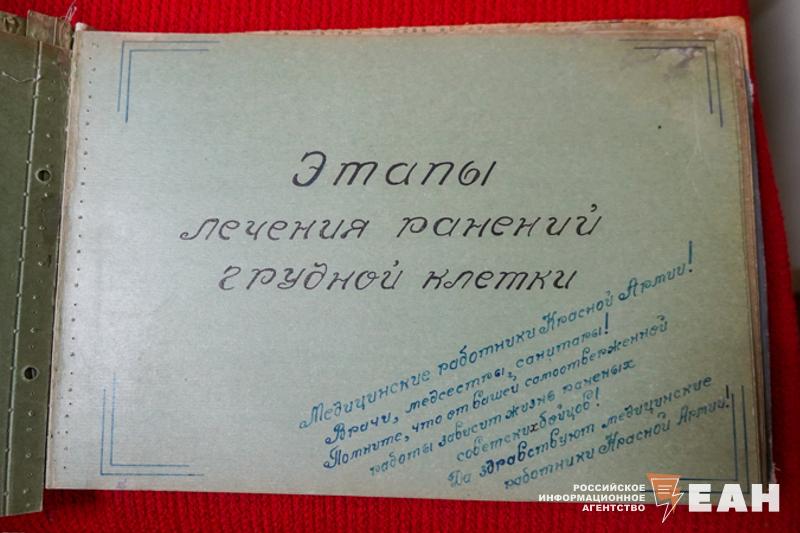 Этапы
лечения ранений
грудной клетки
Медицинские работники Красной Армии!
Врачи, медсестры, санитары!
Помните, что от вашей самоотверженной
работы зависит жизнь раненых
советских бойцов!
Да здравствуют медицинские
работники Красной Армии!
РОССИЙСКОЕ
ИНФОРМАЦИОННОЕ
АГЕНТСТВО
ЕАН